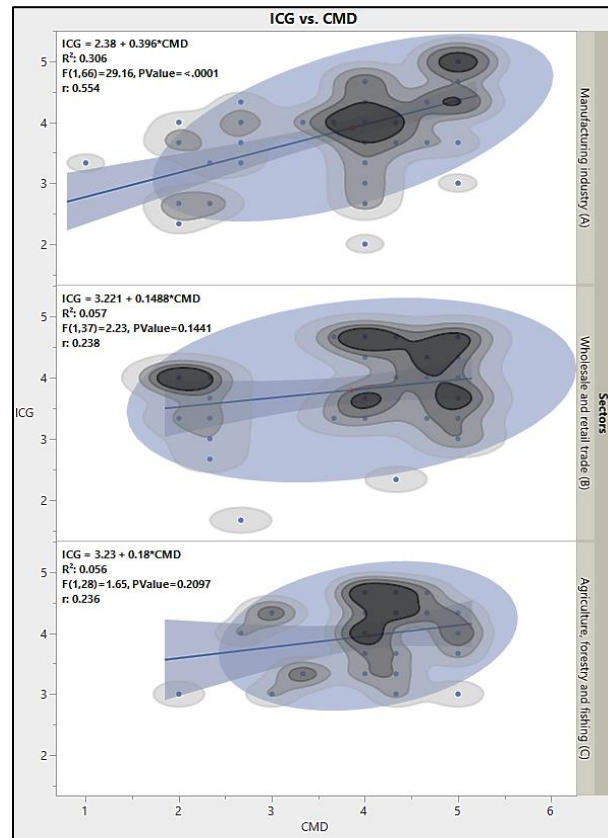 ICG vs. CMD
ICG = 2.38 + 0.396*CMD
R²: 0.306
F(1,66)=29.16, PValue=<.0001
r: 0.554
5
4
3
2
Manufacturing industry (A)
ICG = 3.221 + 0.1488*CMD
R²: 0.057
F(1,37)=2.23, PValue=0.1441
r: 0.238
5
4
3
2
Wholesale and retail trade (B)
ICG
Sectors
ICG = 3.23 + 0.18*CMD
R²: 0.056
F(1,28)=1.65, PValue=0.2097
r: 0.236
5
4
3
2
Agriculture, forestry and fishing (C)
1 2 3 4 5 6
CMD